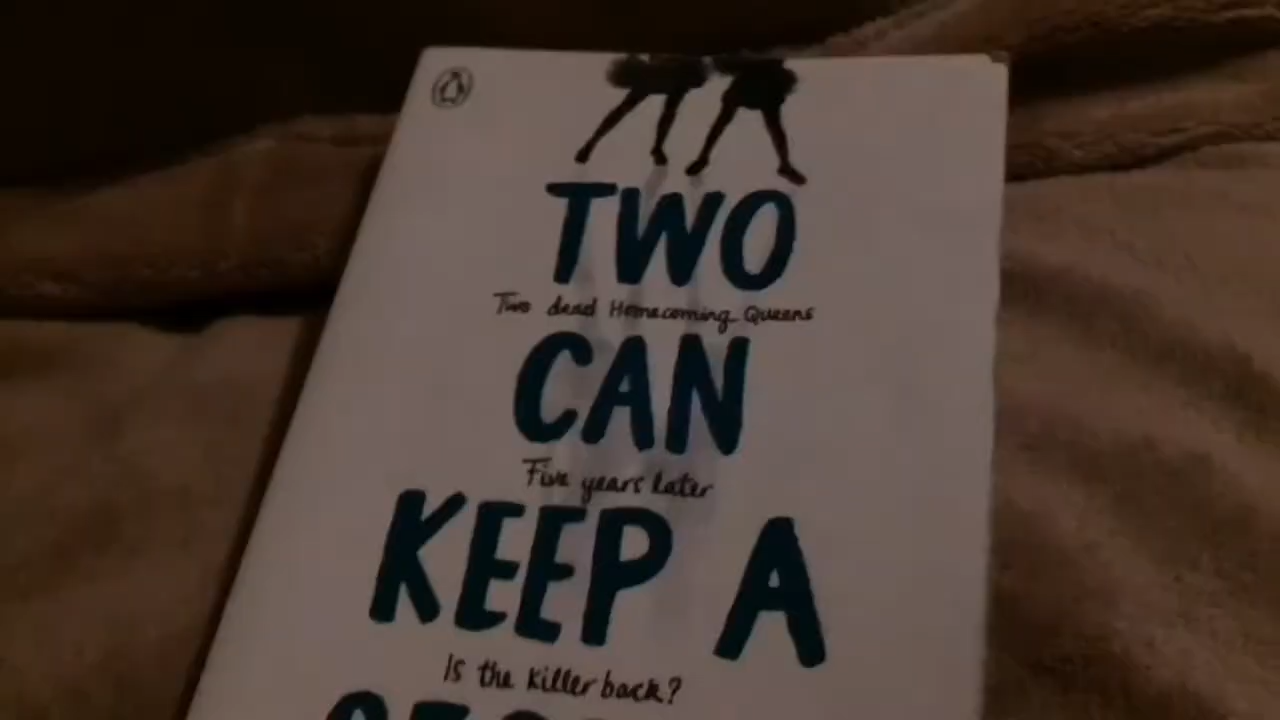 TWO
Two dead Homecoming Queens
CAN
Five years later
KEEP A
Is the killer back?